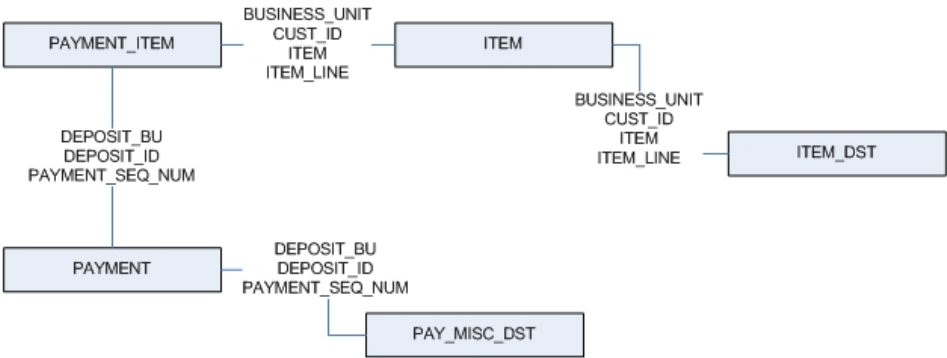 PAYMENT_ITEM
BUSINESS_UNIT
CUST_ID
ITEM
ITEM_LINE
ITEM
BUSINESS_UNIT
CUST_ID
ITEM
ITEM_LINE
ITEM_DST
DEPOSIT_BU
DEPOSIT_ID
PAYMENT_SEQ_NUM
PAYMENT
DEPOSIT_BU
DEPOSIT_ID
PAYMENT_SEQ_NUM
PAY_MISC_DST